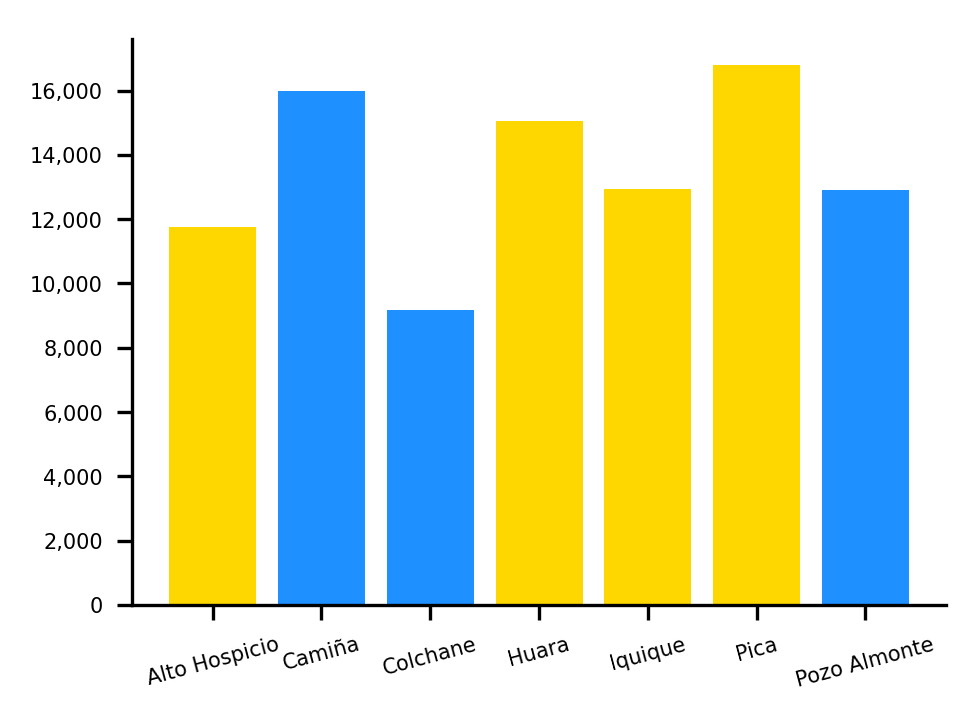 16,000
14,000
12,000
10,000
8,000
6,000
4,000
2,000
0
Alto Hospicio
Camiña
Colchane
Huara
Iquique
Pica
Pozo Almonte